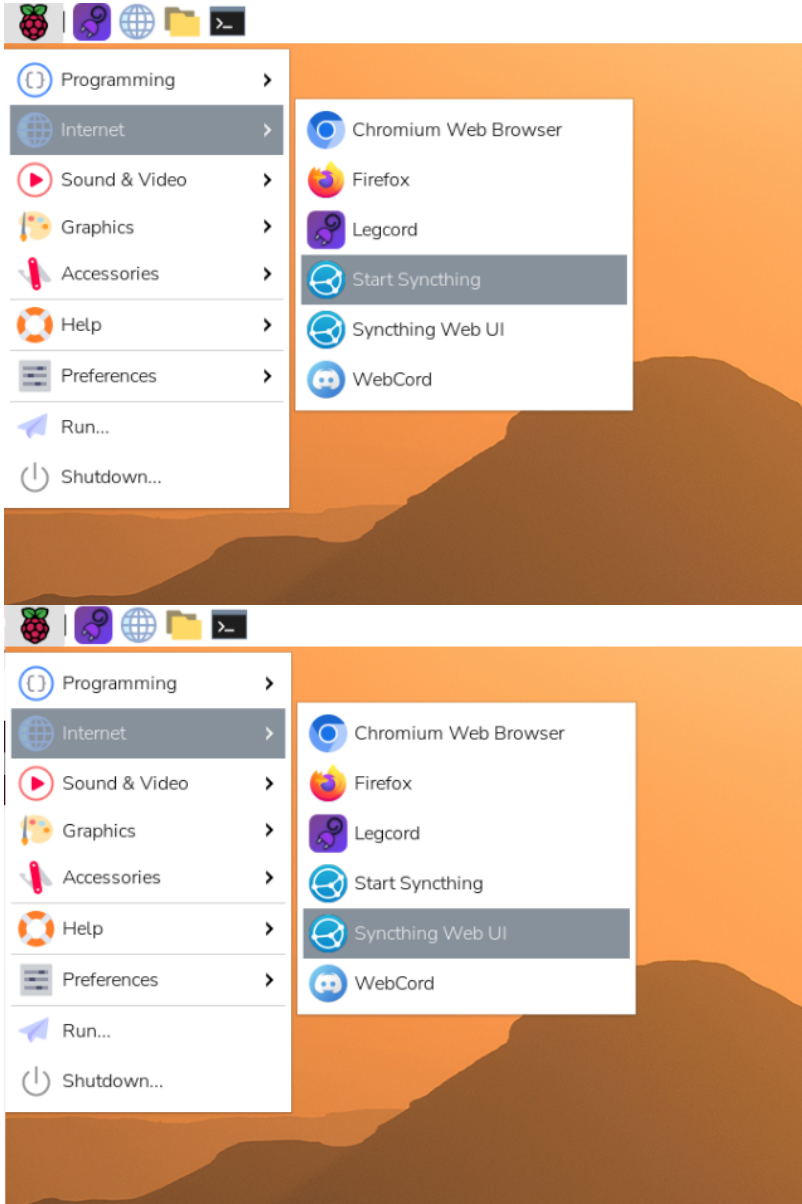 Programming
Internet
Chromium Web Browser
Sound & Video
Firefox
Graphics
Legcord
Accessories
Start Syncthing
Help
Syncthing Web UI
Preferences
WebCord
Run...
Shutdown...
Programming
Internet
Chromium Web Browser
Sound & Video
Firefox
Graphics
Legcord
Accessories
Start Syncthing
Help
Syncthing Web UI
Preferences
WebCord
Run...
Shutdown...